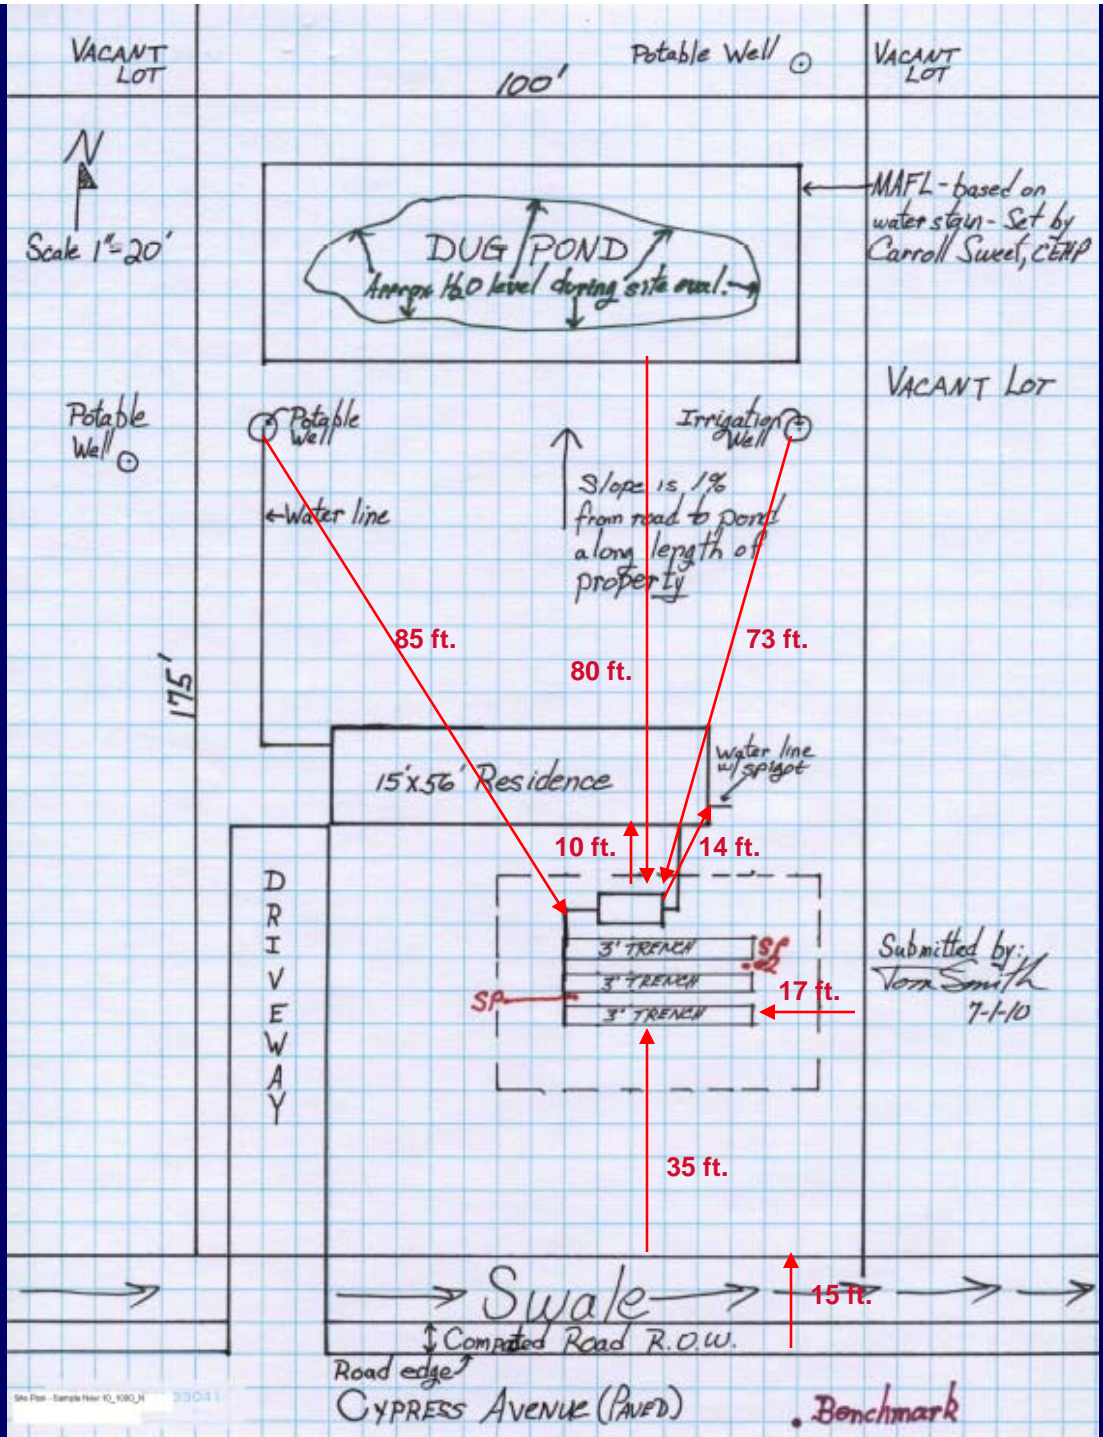 VACANT
LOT
100'
Potable Well
VACANT
LOT
N
Scale 1"=20'
DUG POND
Approx H2O level during site eval.
MAFL - based on
water stain - Set by
Carroll Sweet, CEHP
VACANT LOT
Potable
Well
Potable
Well
Irrigation
Well
Slope is 1%
from road to pond
along length of
property
←Water line
85 ft.
80 ft.
73 ft.
175'
15'x56' Residence
water line
w/ spigot
10 ft.
14 ft.
DRIVEWAY
3' TRENCH
SP
3' TRENCH
SP
3' TRENCH
17 ft.
Submitted by:
Tom Smith
7-1-10
35 ft.
Swale
15 ft.
Compacted Road R.O.W.
Road edge
CYPRESS AVENUE (PAVED)
. Benchmark